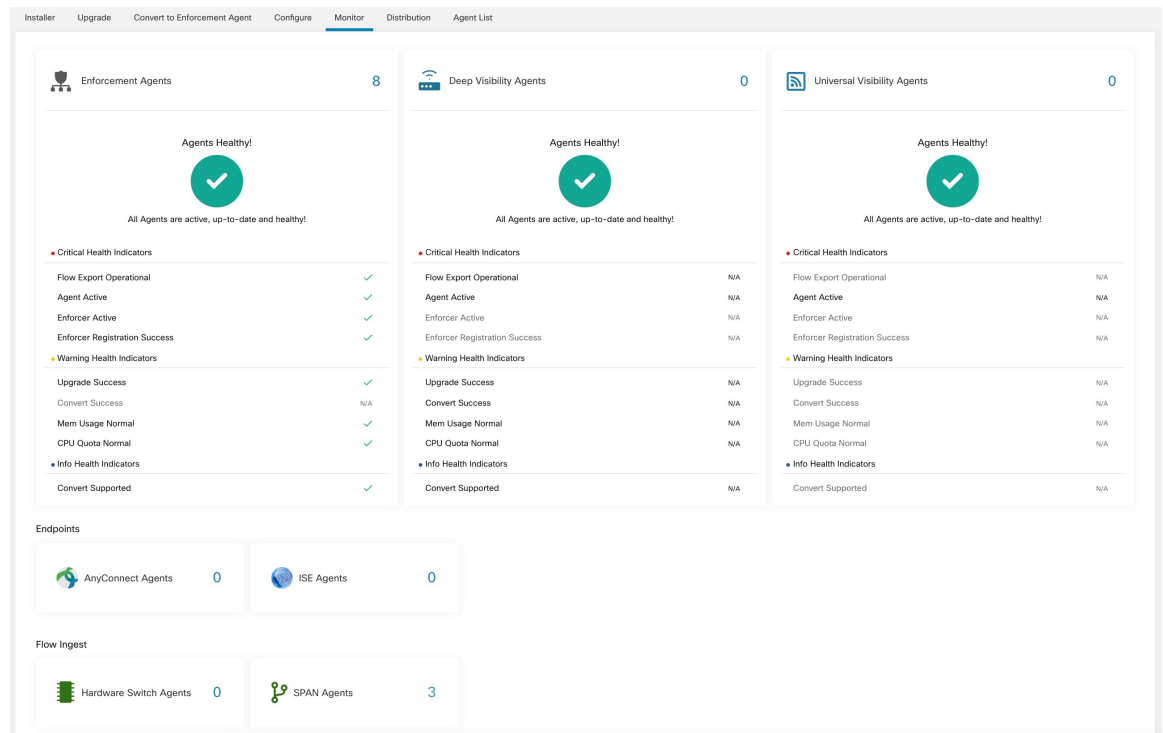 Installer Upgrade Convert to Enforcement Agent Configure Monitor Distribution Agent List
Enforcement Agents 8
Agents Healthy!
All Agents are active, up-to-date and healthy!
Critical Health Indicators
Flow Export Operational
Agent Active
Enforcer Active
Enforcer Registration Success
Warning Health Indicators
Upgrade Success
Convert Success N/A
Mem Usage Normal
CPU Quota Normal
Info Health Indicators
Convert Supported
Deep Visibility Agents 0
Agents Healthy!
All Agents are active, up-to-date and healthy!
Critical Health Indicators
Flow Export Operational N/A
Agent Active N/A
Enforcer Active N/A
Enforcer Registration Success N/A
Warning Health Indicators
Upgrade Success N/A
Convert Success N/A
Mem Usage Normal N/A
CPU Quota Normal N/A
Info Health Indicators
Convert Supported N/A
Universal Visibility Agents 0
Agents Healthy!
All Agents are active, up-to-date and healthy!
Critical Health Indicators
Flow Export Operational N/A
Agent Active N/A
Enforcer Active N/A
Enforcer Registration Success N/A
Warning Health Indicators
Upgrade Success N/A
Convert Success N/A
Mem Usage Normal N/A
CPU Quota Normal N/A
Info Health Indicators
Convert Supported N/A
Endpoints
AnyConnect Agents 0
ISE Agents 0
Flow Ingest
Hardware Switch Agents 0
SPAN Agents 3